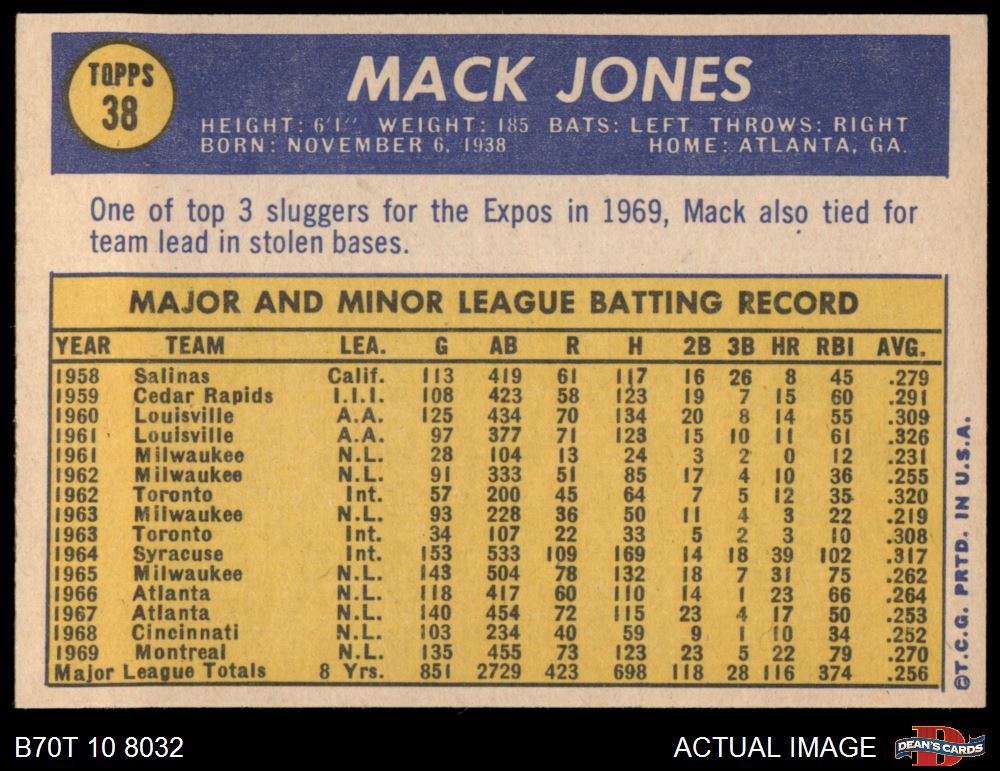 TOPPS
38
MACK JONES
HEIGHT: 6'1" WEIGHT: 185 BATS: LEFT THROWS: RIGHT
BORN: NOVEMBER 6, 1938 HOME: ATLANTA, GA.
One of top 3 sluggers for the Expos in 1969, Mack also tied for
team lead in stolen bases.
MAJOR AND MINOR LEAGUE BATTING RECORD
YEAR TEAM LEA. G AB R H 2B 3B HR RBI AVG.
1958 Salinas Calif. 113 419 61 117 16 26 8 45 .279
1959 Cedar Rapids I.I.I. 108 423 58 123 19 7 15 60 .291
1960 Louisville A.A. 125 434 70 134 20 8 14 55 .309
1961 Louisville A.A. 97 377 71 123 15 10 11 61 .326
1961 Milwaukee N.L. 28 104 13 24 3 2 0 12 .231
1962 Milwaukee N.L. 91 333 51 85 17 4 10 36 .255
1962 Toronto Int. 57 200 45 64 7 5 12 35 .320
1963 Milwaukee N.L. 93 228 36 50 11 4 3 22 .219
1963 Toronto Int. 34 107 22 33 5 2 3 10 .308
1964 Syracuse Int. 153 533 109 169 14 18 39 102 .317
1965 Milwaukee N.L. 143 504 78 132 18 7 31 75 .262
1966 Atlanta N.L. 118 417 60 110 14 1 23 66 .264
1967 Atlanta N.L. 140 454 72 115 23 4 17 50 .253
1968 Cincinnati N.L. 103 234 40 59 9 1 10 34 .252
1969 Montreal N.L. 135 455 73 123 23 5 22 79 .270
Major League Totals 8 Yrs. 851 2729 423 698 118 28 116 374 .256
©T.C.G. PRTD. IN U.S.A.
B70T 10 8032
ACTUAL IMAGE
DEAN'S CARDS